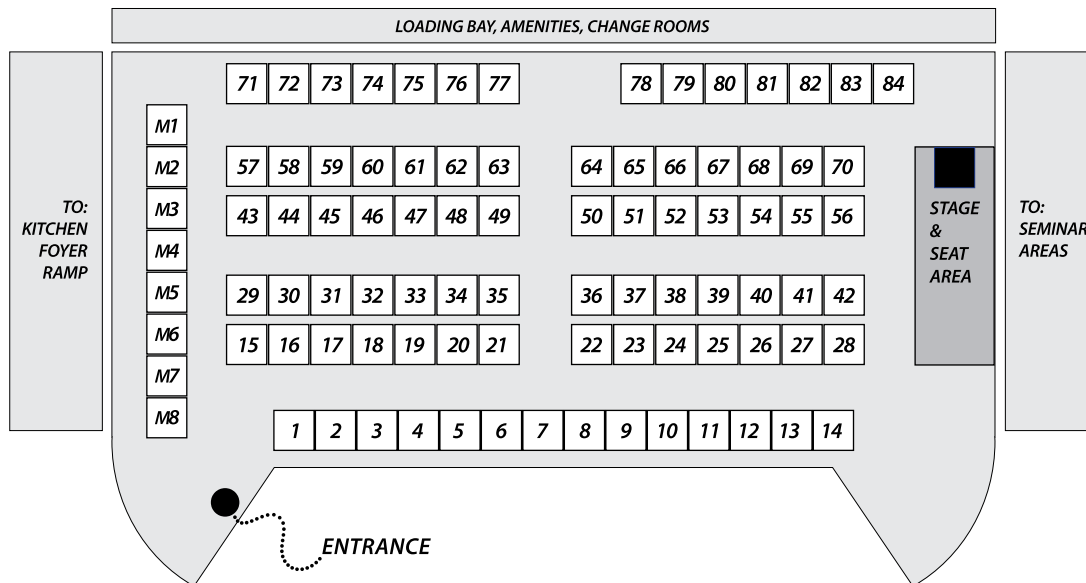 LOADING BAY, AMENITIES, CHANGE ROOMS
71 72 73 74 75 76 77 78 79 80 81 82 83 84
M1
M2 57 58 59 60 61 62 63 64 65 66 67 68 69 70
M3 43 44 45 46 47 48 49 50 51 52 53 54 55 56
M4
M5 29 30 31 32 33 34 35 36 37 38 39 40 41 42
M6 15 16 17 18 19 20 21 22 23 24 25 26 27 28
M7
M8 1 2 3 4 5 6 7 8 9 10 11 12 13 14
TO:
KITCHEN
FOYER
RAMP
STAGE
&
SEAT
AREA
TO:
SEMINAR
AREAS
ENTRANCE